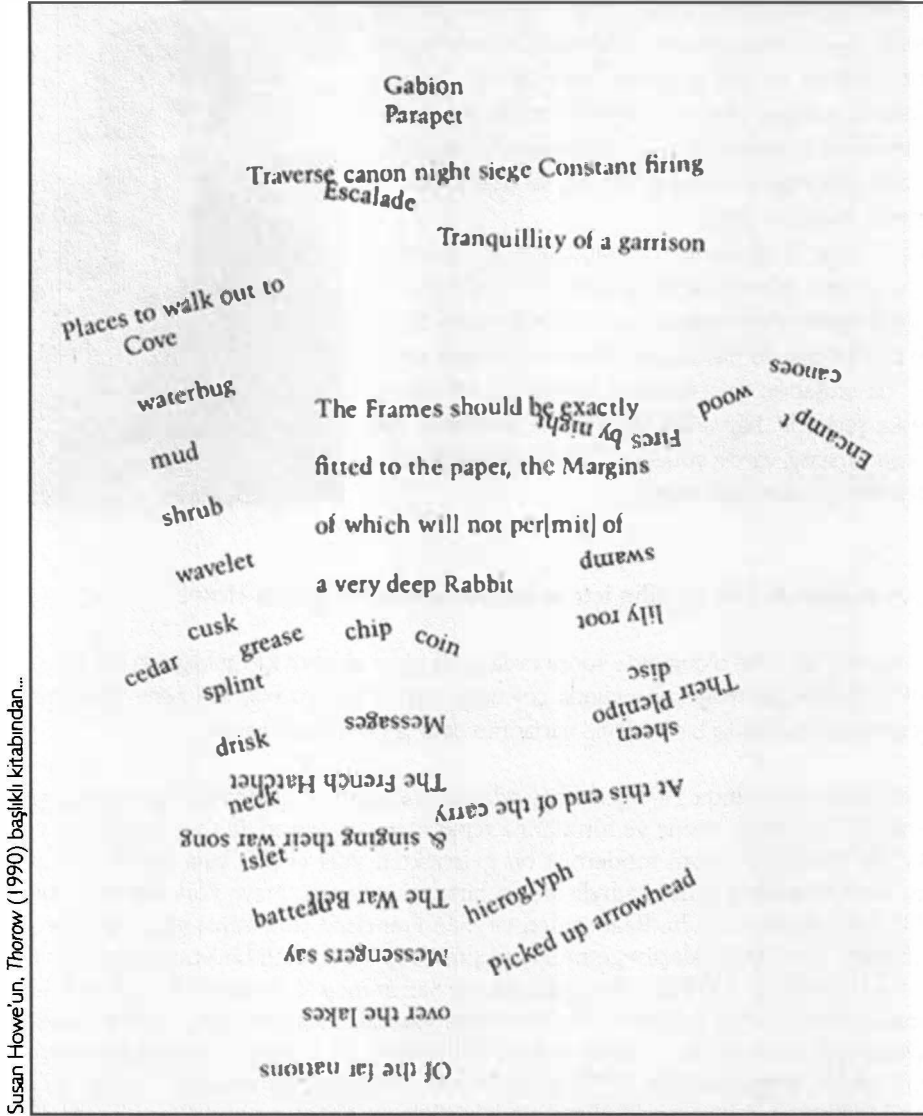 Gabion
Parapet
Traverse canon night siege Constant firing
Escalade
Tranquillity of a garrison
Places to walk out to
Cove
waterbug
mud
shrub
wavelet
cusk
cedar
grease
splint
chip
coin
drisk
neck
islet
batteau
hieroglyph
Picked up arrowhead
The Frames should be exactly
fitted to the paper, the Margins
of which will not per[mit] of
a very deep Rabbit
Fires by night
wood
canoes
Encamp't
swamp
lily root
disc
Their Plenipo
sheen
At this end of the carry
Of the far nations
over the lakes
Messengers say
The War Belt
& singing their war song
The French Hatchet
Messages
Susan Howe'un, Thorow (1990) başlıklı kitabından...